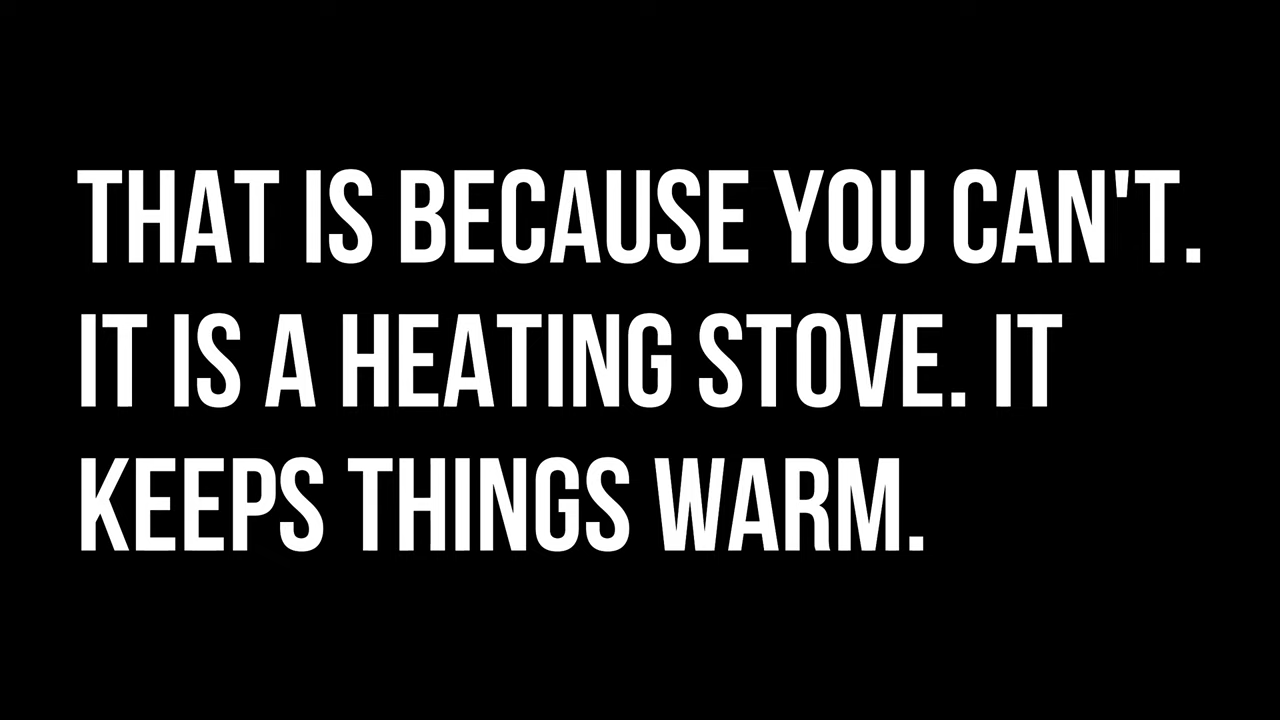 THAT IS BECAUSE YOU CAN'T.
IT IS A HEATING STOVE. IT
KEEPS THINGS WARM.